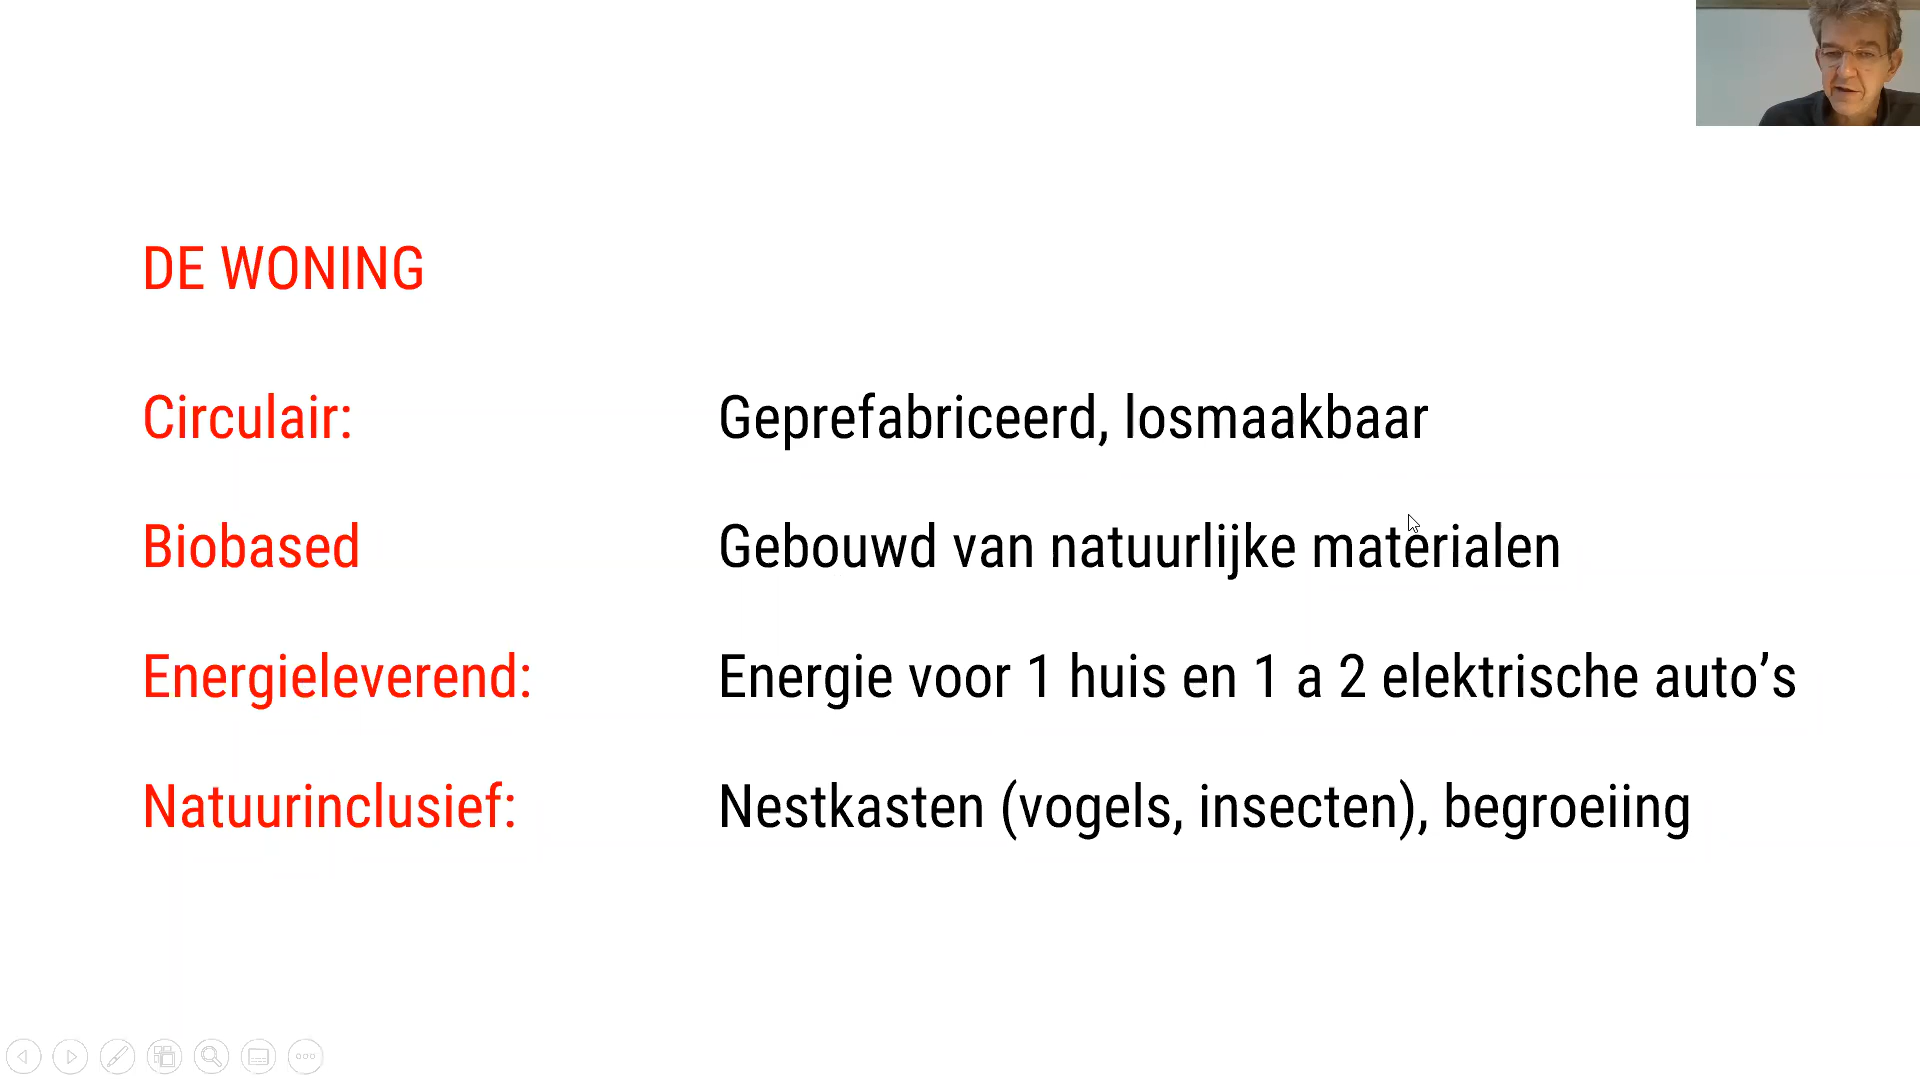 DE WONING
Circulair: Geprefabriceerd, losmaakbaar
Biobased Gebouwd van natuurlijke materialen
Energieleverend: Energie voor 1 huis en 1 a 2 elektrische auto’s
Natuurinclusief: Nestkasten (vogels, insecten), begroeiing